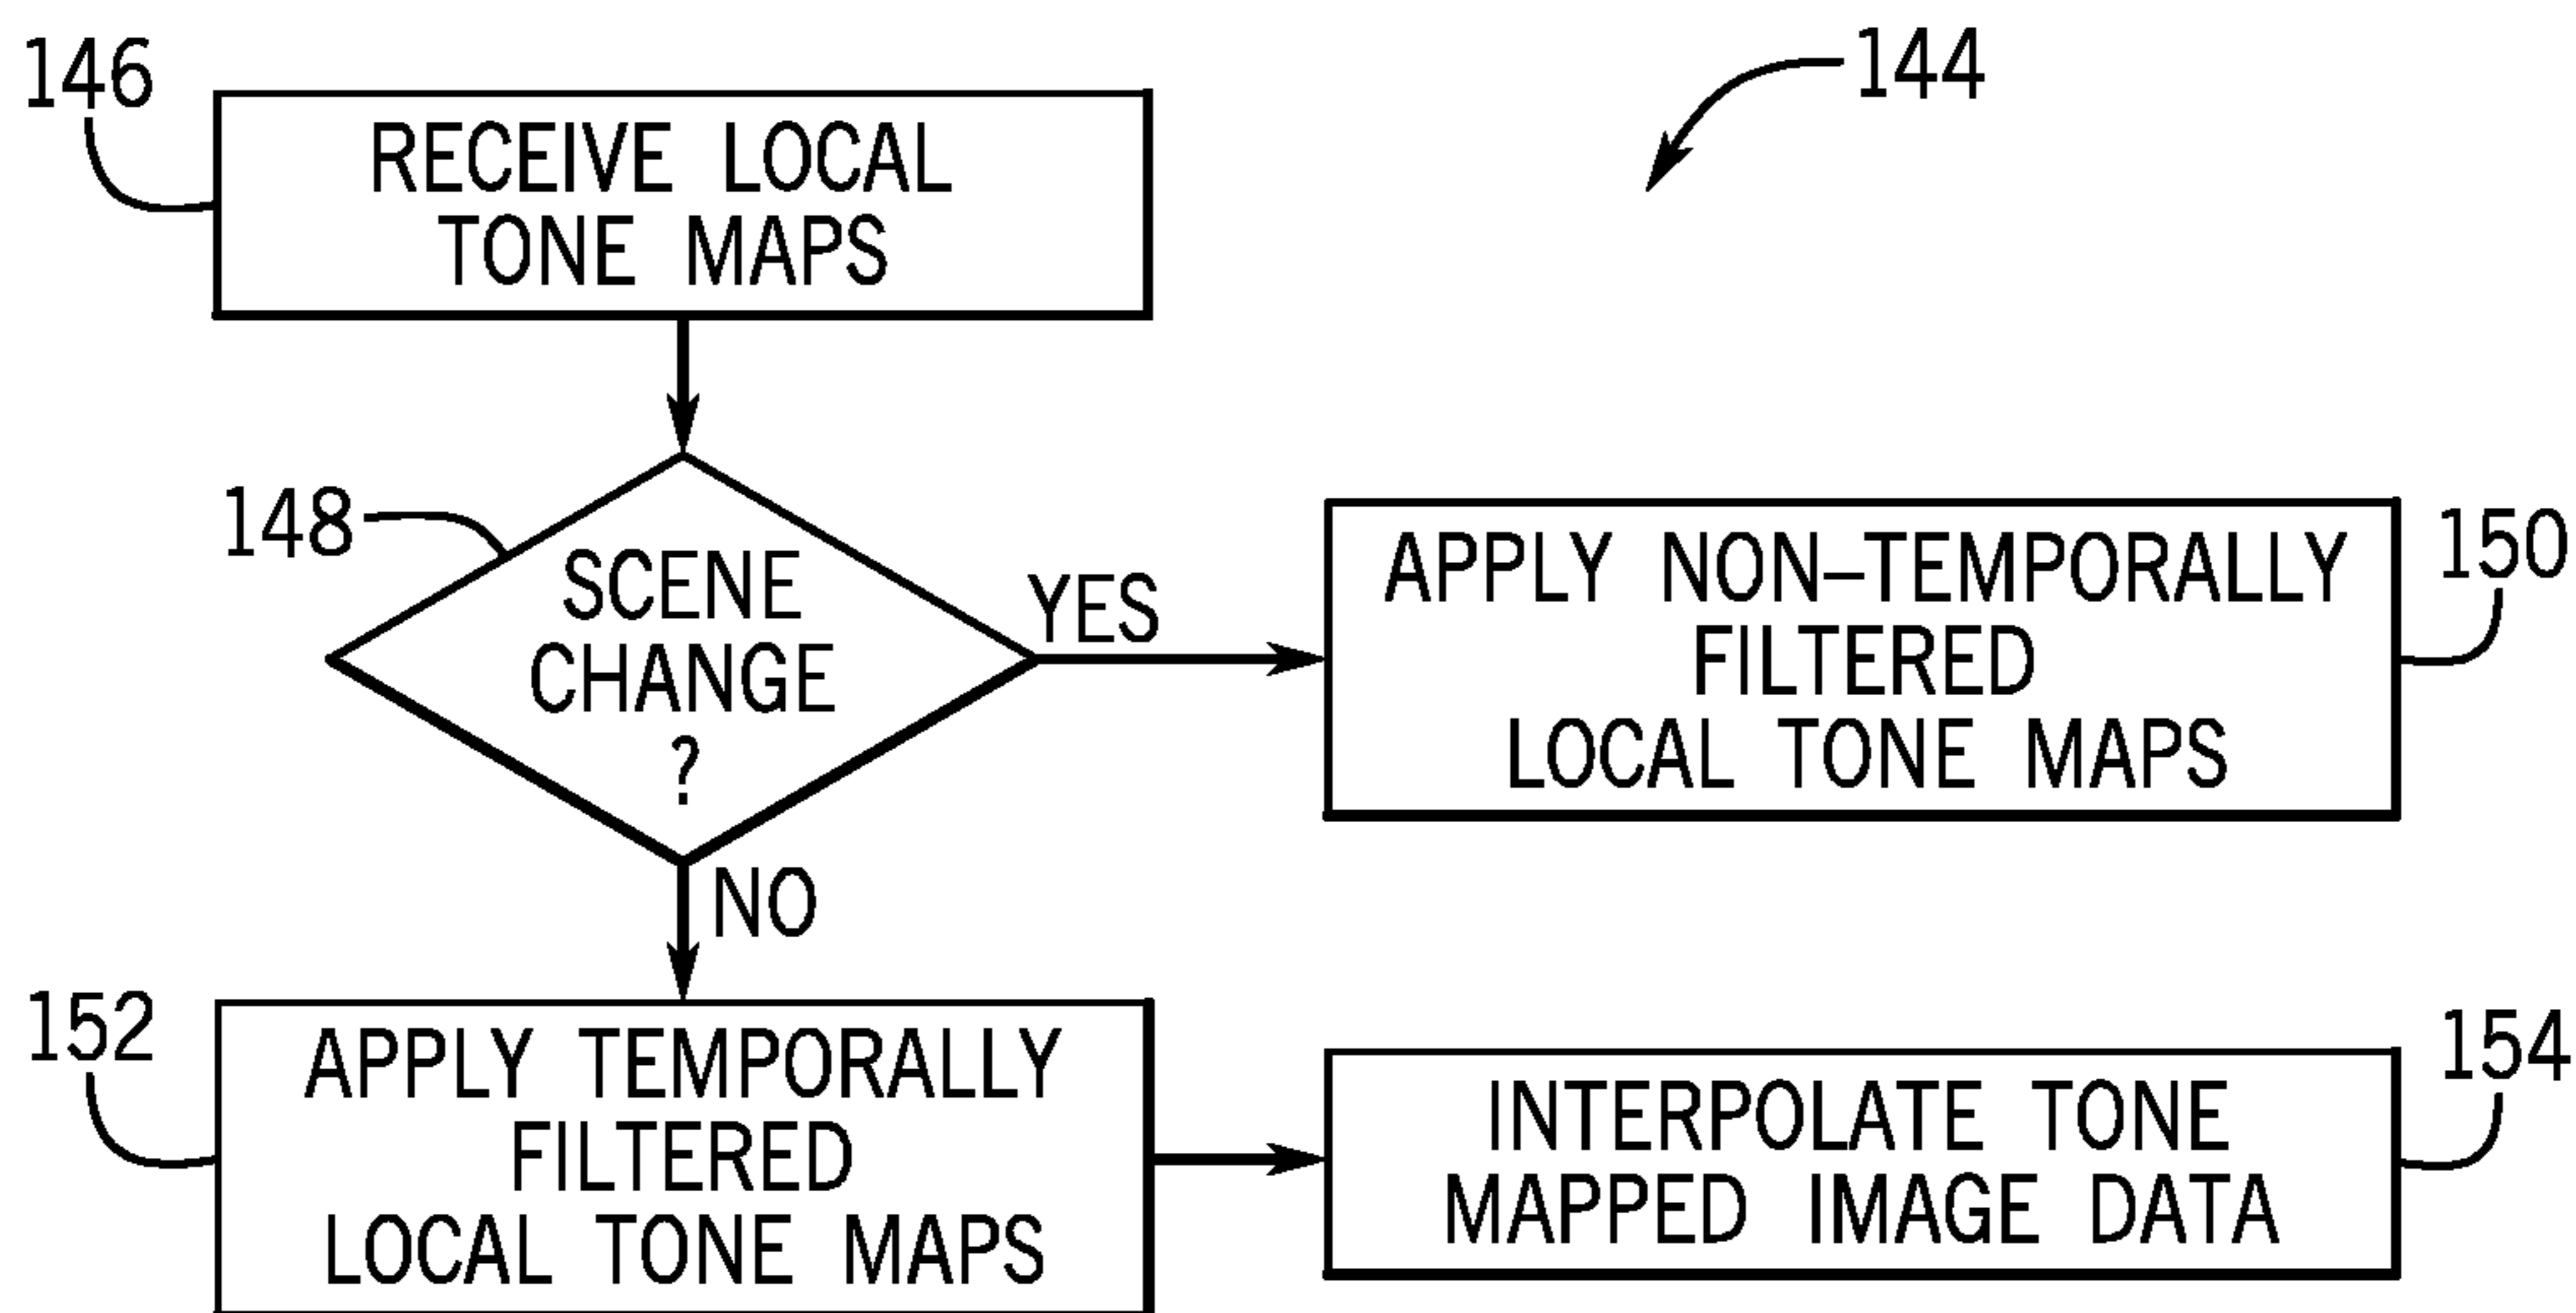 146
RECEIVE LOCAL
TONE MAPS
144
148
SCENE
CHANGE
?
YES
APPLY NON–TEMPORALLY
FILTERED
LOCAL TONE MAPS
150
NO
152
APPLY TEMPORALLY
FILTERED
LOCAL TONE MAPS
INTERPOLATE TONE
MAPPED IMAGE DATA
154